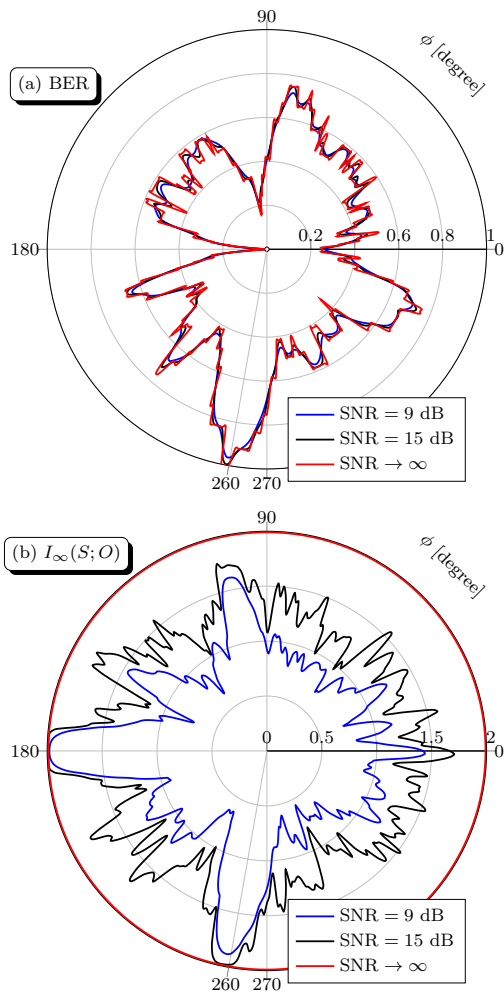 90
ϕ [degree]
(a) BER
180
0.2
0.6
0.8
1
0
SNR = 9 dB
SNR = 15 dB
SNR → ∞
260
270
90
(b) I∞(S; O)
ϕ [degree]
180
0
0.5
1.5
2
0
SNR = 9 dB
SNR = 15 dB
SNR → ∞
260
270